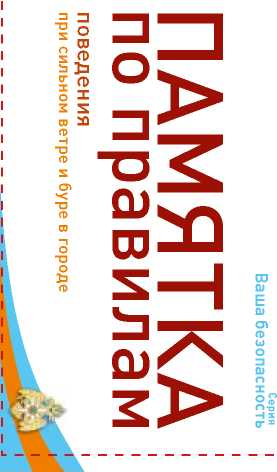 Серия
Ваша безопасность
ПАМЯТКА
по правилам
поведения
при сильном ветре и буре в городе